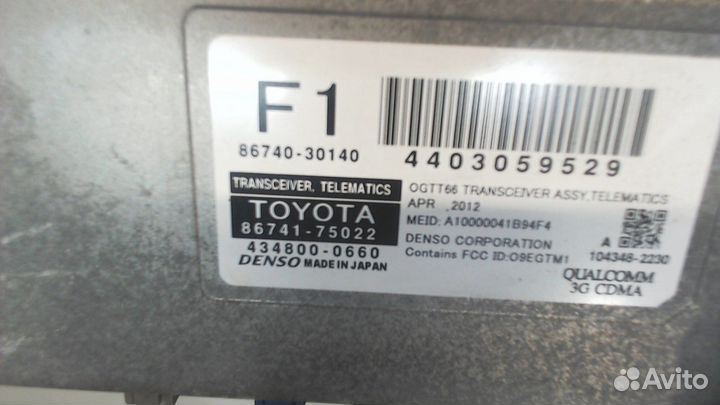 F1
86740-30140
4403059529
TRANSCEIVER, TELEMATICS
TOYOTA
86741-75022
434800-0660
DENSO MADE IN JAPAN
OGTT66 TRANSCEIVER ASSY,TELEMATICS
APR ,2012
MEID: A10000041B94F4
DENSO CORPORATION
Contains FCC ID:O9EGTM1
A
104348-2230
QUALCOMM
3G CDMA
Avito